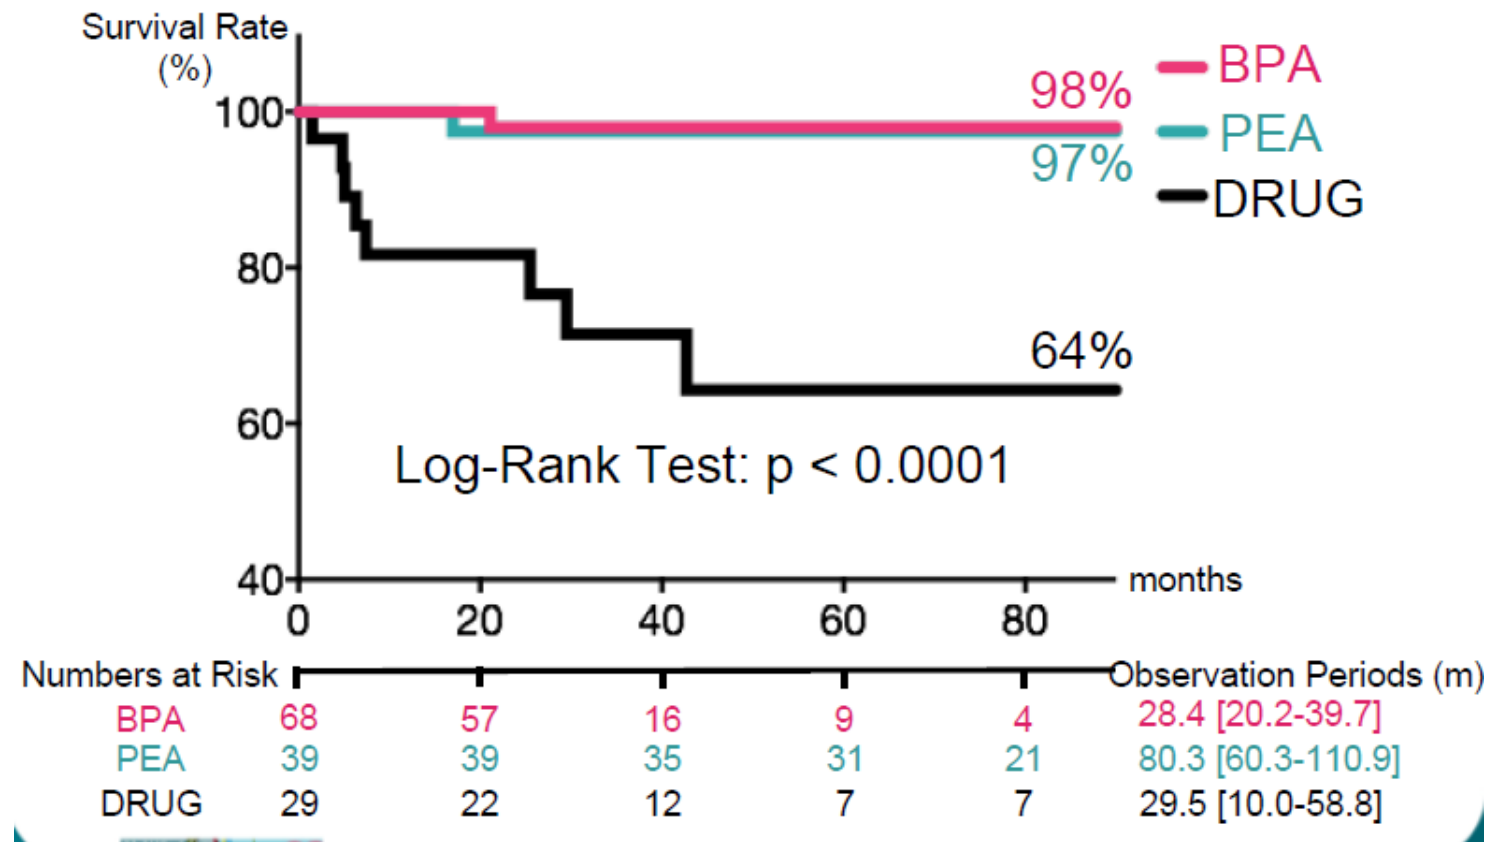 Survival Rate
(%)
100
80
60
40
0 20 40 60 80
months
98%
97%
64%
BPA
PEA
DRUG
Log-Rank Test: p < 0.0001
Numbers at Risk
Observation Periods (m)
BPA 68 57 16 9 4 28.4 [20.2-39.7]
PEA 39 39 35 31 21 80.3 [60.3-110.9]
DRUG 29 22 12 7 7 29.5 [10.0-58.8]